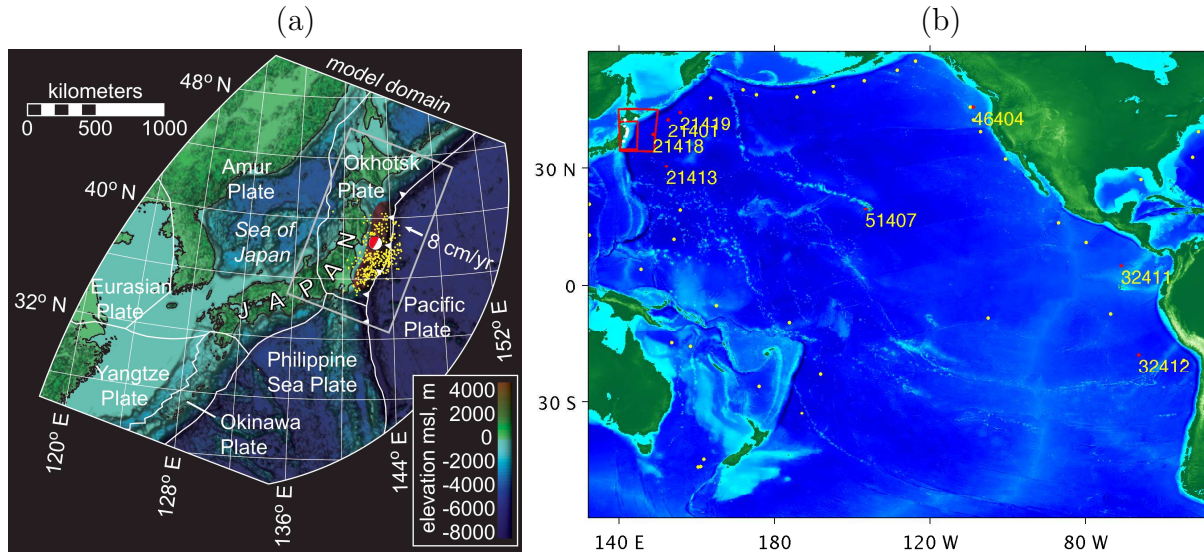 (a)
(b)
kilometers
0 500 1000
48° N
40° N
32° N
model domain
Amur
Plate
Okhotsk
Plate
Sea of
Japan
8 cm/yr
J A P A N
Eurasian
Plate
Pacific
Plate
Yangtze
Plate
Philippine
Sea Plate
Okinawa
Plate
120° E
128° E
136° E
144° E
152° E
elevation msl, m
4000
2000
0
-2000
-4000
-6000
-8000
30 N
0
30 S
140 E
180
120 W
80 W
21419
21401
21418
21413
46404
51407
32411
32412